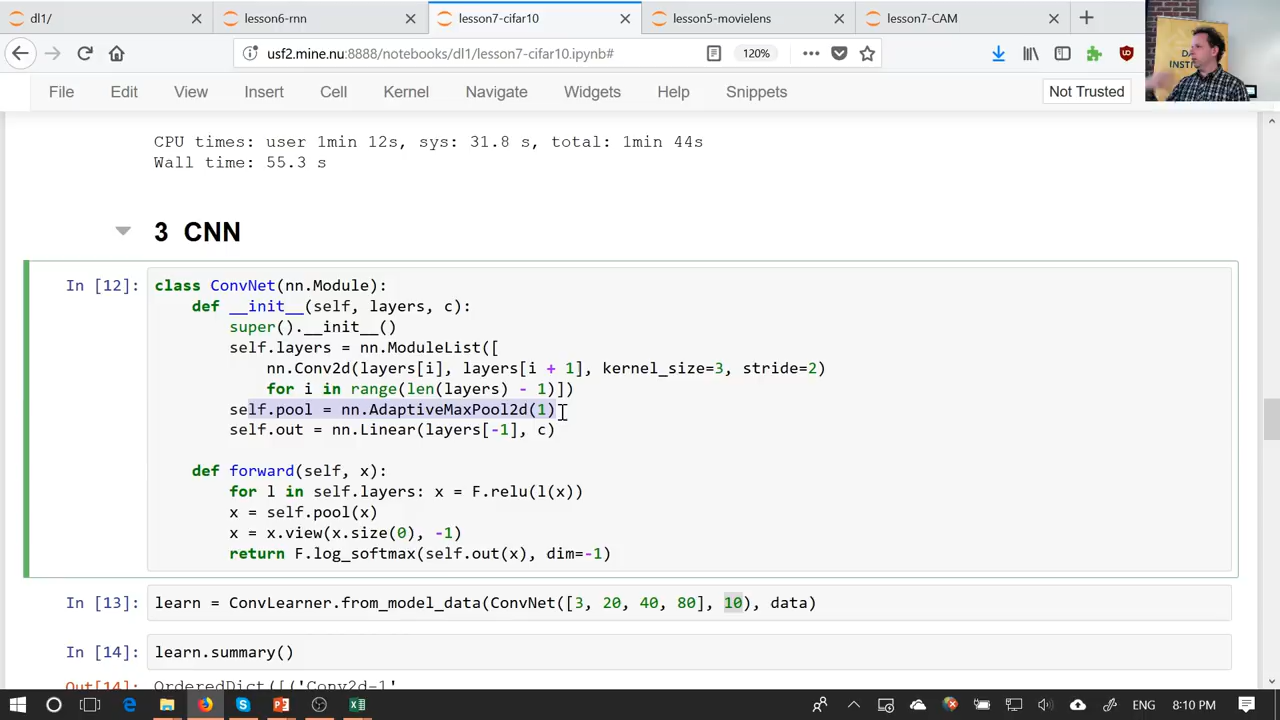 dl1/
lesson6-rnn
lesson7-cifar10
lesson5-movielens
lesson7-CAM
usf2.mine.nu:8888/notebooks/dl1/lesson7-cifar10.ipynb#
120%
File Edit View Insert Cell Kernel Navigate Widgets Help Snippets
Not Trusted
CPU times: user 1min 12s, sys: 31.8 s, total: 1min 44s
Wall time: 55.3 s
3 CNN
In [12]:
class ConvNet(nn.Module):
def __init__(self, layers, c):
super().__init__()
self.layers = nn.ModuleList([
nn.Conv2d(layers[i], layers[i + 1], kernel_size=3, stride=2)
for i in range(len(layers) - 1)])
self.pool = nn.AdaptiveMaxPool2d(1)
self.out = nn.Linear(layers[-1], c)
def forward(self, x):
for l in self.layers: x = F.relu(l(x))
x = self.pool(x)
x = x.view(x.size(0), -1)
return F.log_softmax(self.out(x), dim=-1)
In [13]: learn = ConvLearner.from_model_data(ConvNet([3, 20, 40, 80], 10), data)
In [14]: learn.summary()
Out[14]: OrderedDict([('Conv2d-1',
ENG 8:10 PM